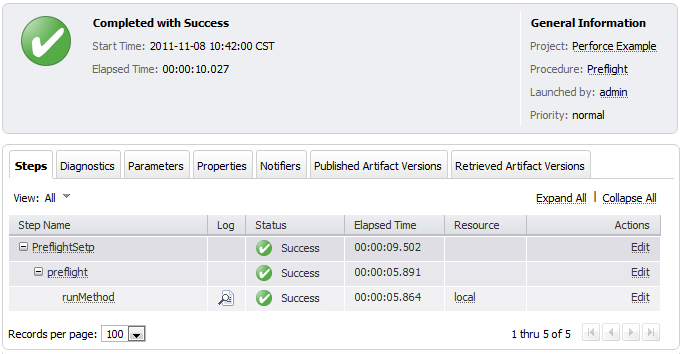 Completed with Success
Start Time: 2011-11-08 10:42:00 CST
Elapsed Time: 00:00:10.027
General Information
Project: Perforce Example
Procedure: Preflight
Launched by: admin
Priority: normal
Steps Diagnostics Parameters Properties Notifiers Published Artifact Versions Retrieved Artifact Versions
View: All Expand All Collapse All
Step Name Log Status Elapsed Time Resource Actions
PreflightSetp Success 00:00:09.502 Edit
preflight Success 00:00:05.891 Edit
runMethod Success 00:00:05.864 local Edit
Records per page: 100 1 thru 5 of 5